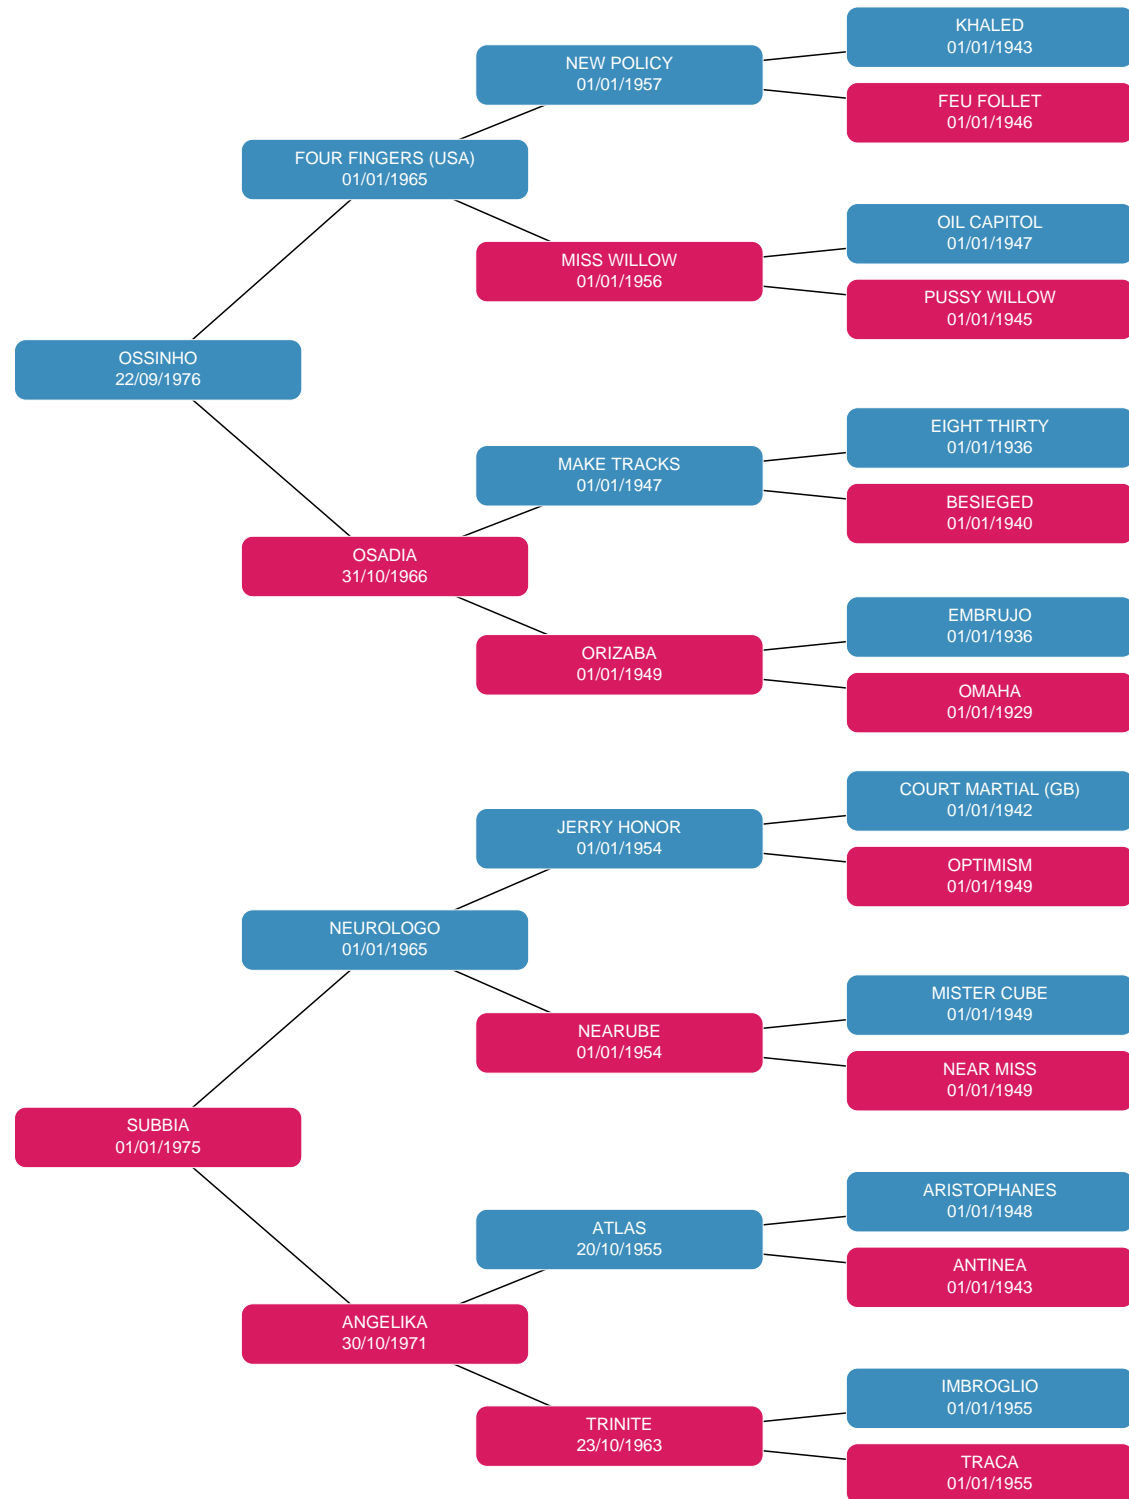 KHALED
01/01/1943
NEW POLICY
01/01/1957
FEU FOLLET
01/01/1946
FOUR FINGERS (USA)
01/01/1965
OIL CAPITOL
01/01/1947
MISS WILLOW
01/01/1956
PUSSY WILLOW
01/01/1945
OSSINHO
22/09/1976
EIGHT THIRTY
01/01/1936
MAKE TRACKS
01/01/1947
BESIEGED
01/01/1940
OSADIA
31/10/1966
EMBRUJO
01/01/1936
ORIZABA
01/01/1949
OMAHA
01/01/1929
COURT MARTIAL (GB)
01/01/1942
JERRY HONOR
01/01/1954
OPTIMISM
01/01/1949
NEUROLOGO
01/01/1965
MISTER CUBE
01/01/1949
NEARUBE
01/01/1954
NEAR MISS
01/01/1949
SUBBIA
01/01/1975
ARISTOPHANES
01/01/1948
ATLAS
20/10/1955
ANTINEA
01/01/1943
ANGELIKA
30/10/1971
IMBROGLIO
01/01/1955
TRINITE
23/10/1963
TRACA
01/01/1955